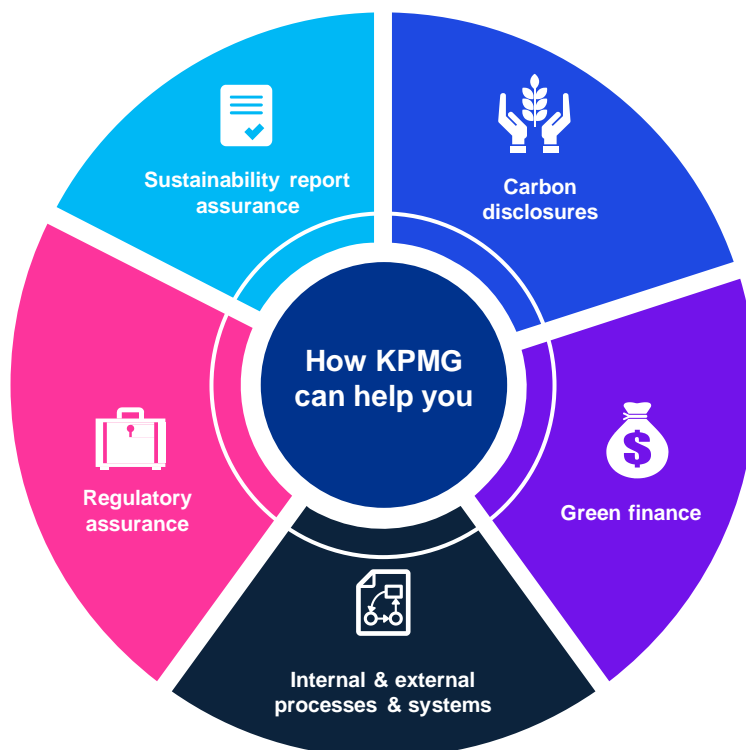 Sustainability report
assurance
Carbon
disclosures
How KPMG
can help you
Regulatory
assurance
$
Green finance
Internal & external
processes & systems